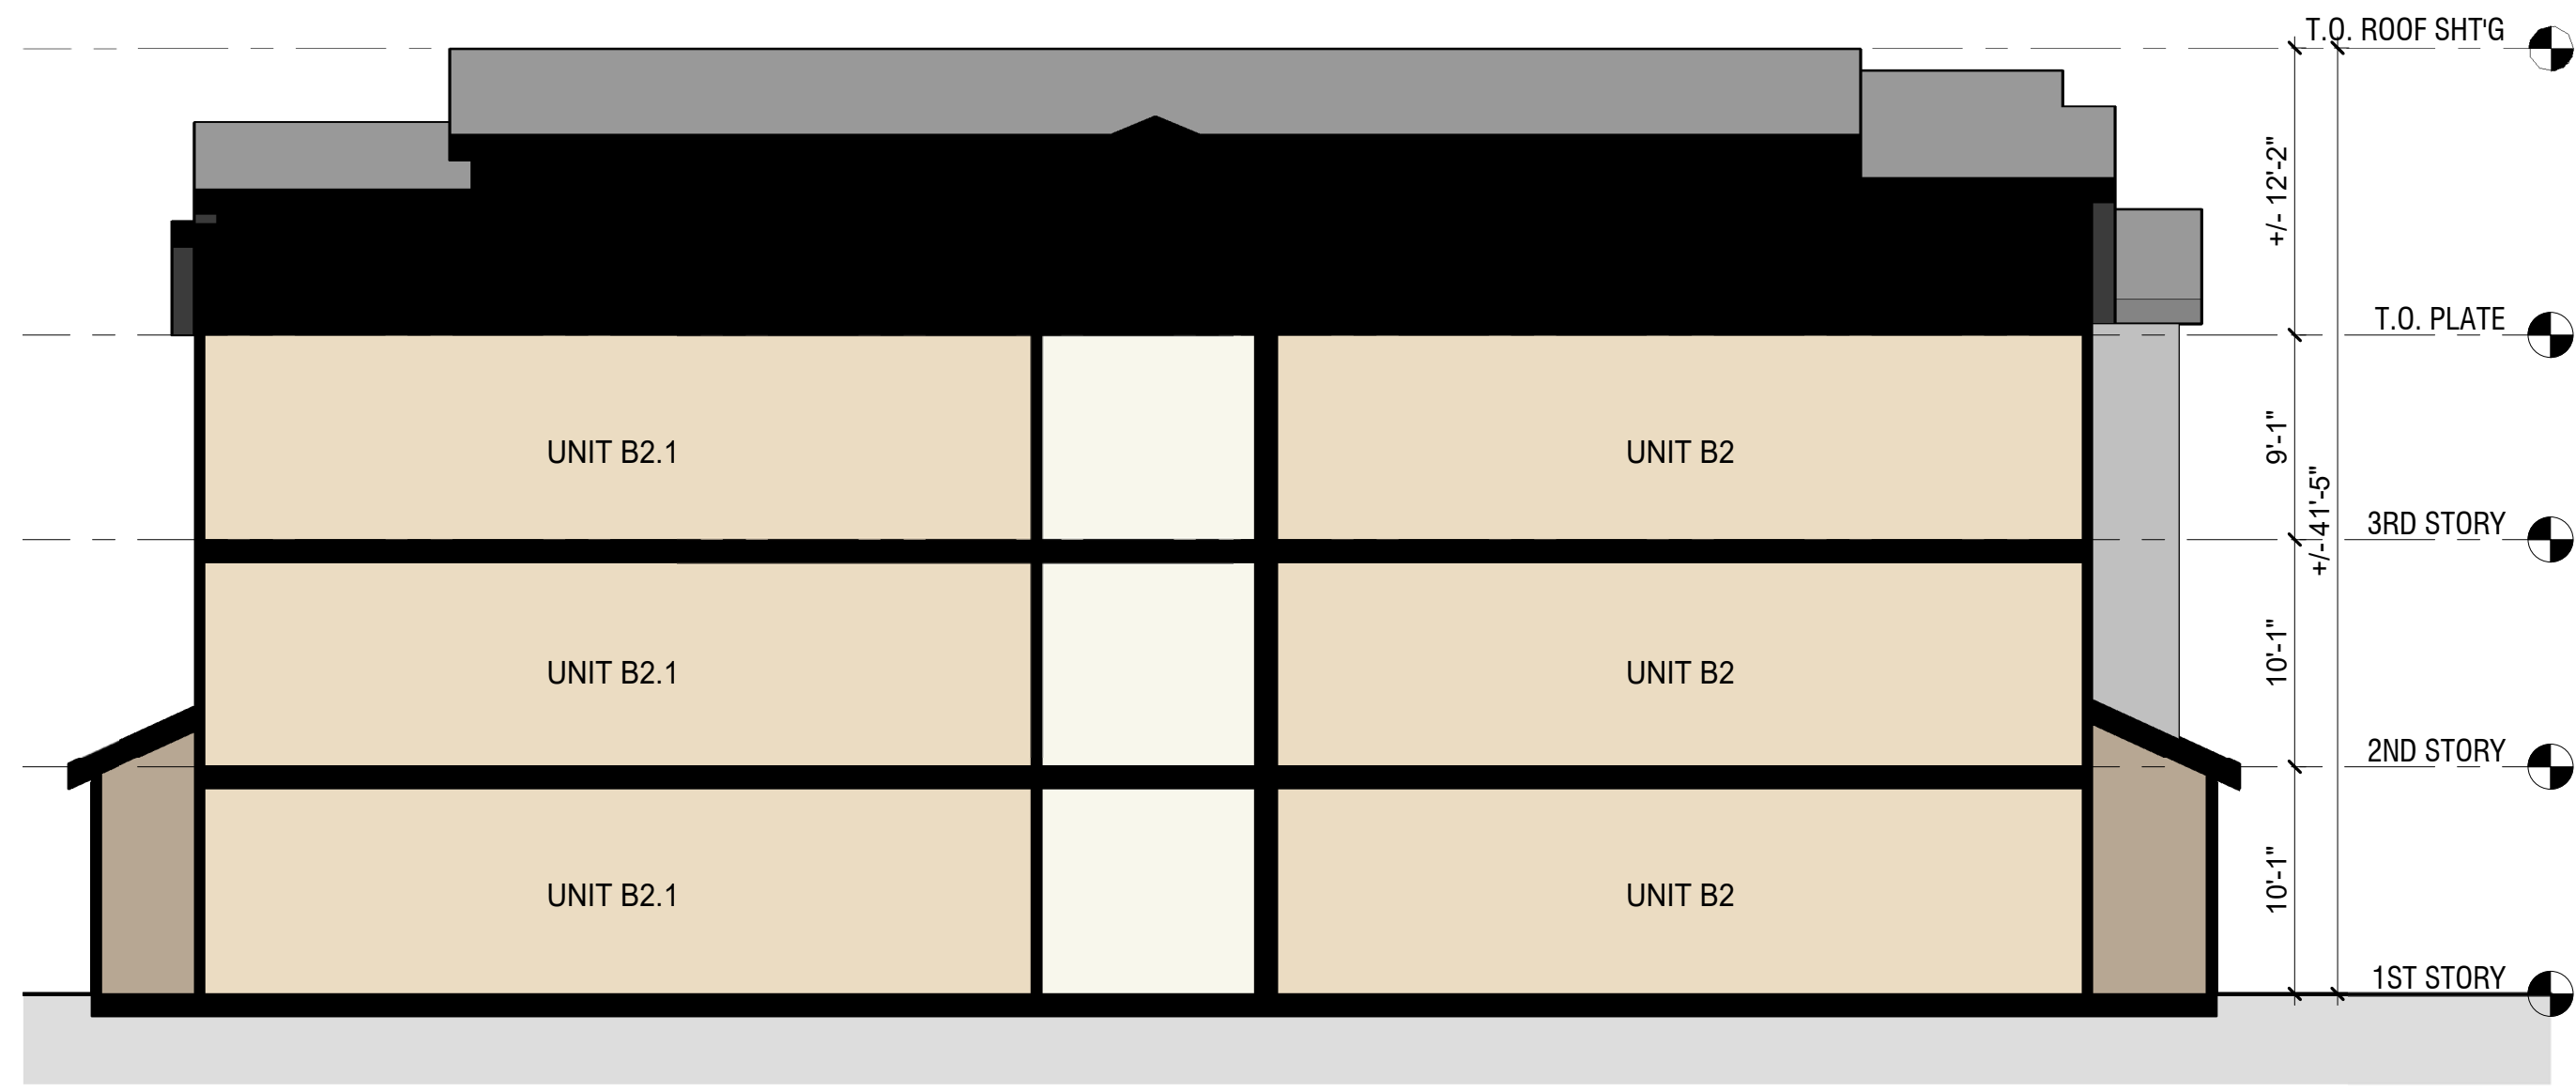 T.O. ROOF SHT'G
+/- 12'-2"
T.O. PLATE
9'-1"
UNIT B2.1
UNIT B2
+/- 41'-5"
3RD STORY
10'-1"
UNIT B2.1
UNIT B2
2ND STORY
10'-1"
UNIT B2.1
UNIT B2
1ST STORY